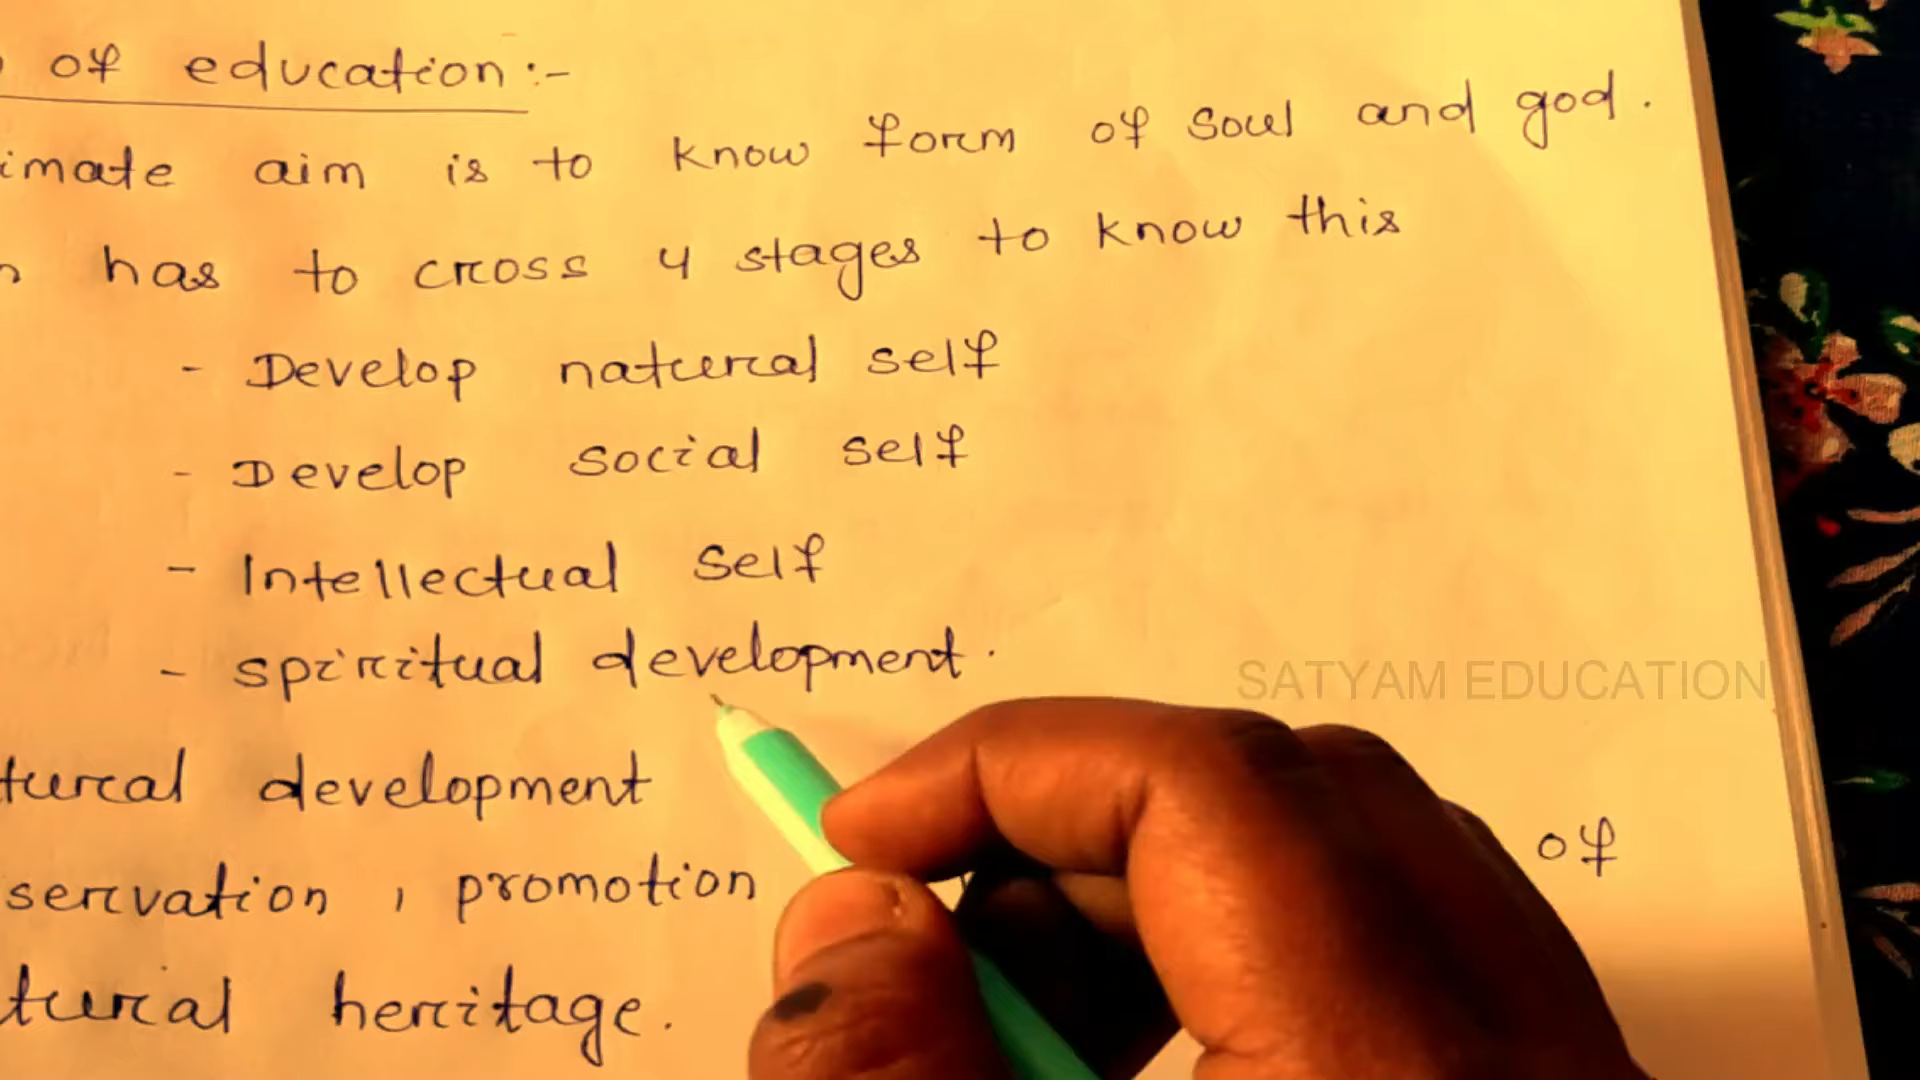 of education :-
imate aim is to know form of soul and god.
has to cross 4 stages to know this
- Develop natural self
- Develop social self
- Intellectual self
- spiritual development.
SATYAM EDUCATION
tural development
of
servation, promotion
tural heritage.